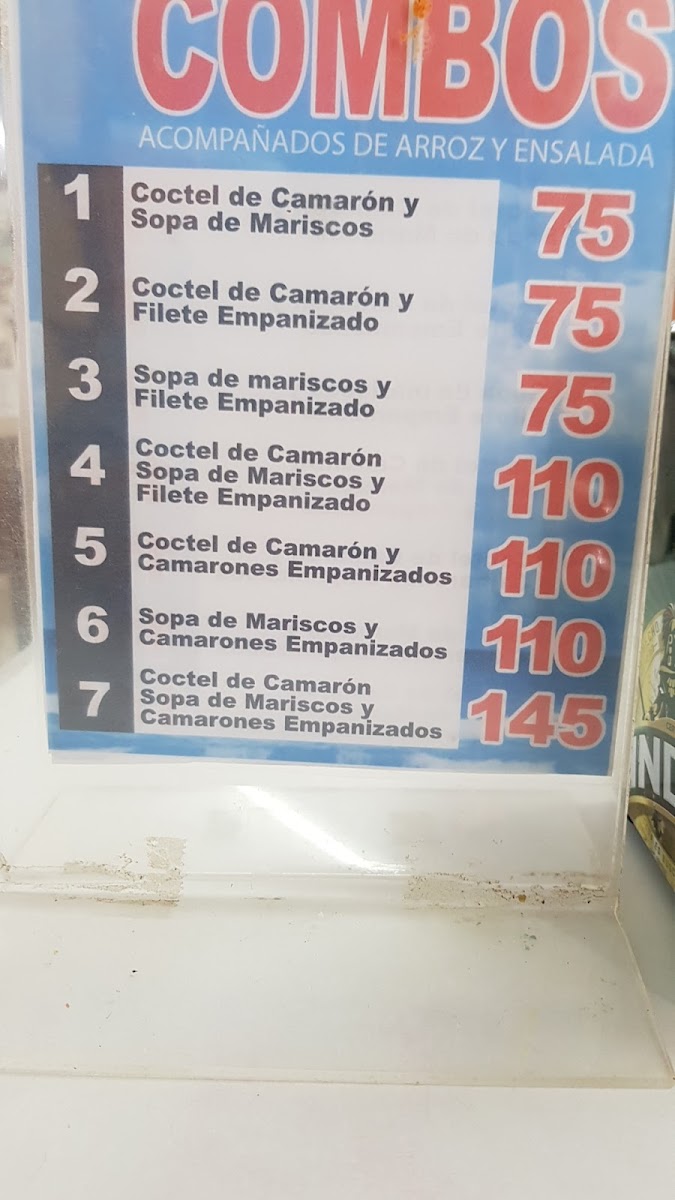 COMBOS
ACOMPAÑADOS DE ARROZ Y ENSALADA
1 Coctel de Camarón y
Sopa de Mariscos 75
2 Coctel de Camarón y
Filete Empanizado 75
3 Sopa de mariscos y
Filete Empanizado 75
4 Coctel de Camarón
Sopa de Mariscos y
Filete Empanizado 110
5 Coctel de Camarón y
Camarones Empanizados 110
6 Sopa de Mariscos y
Camarones Empanizados 110
7 Coctel de Camarón
Sopa de Mariscos y
Camarones Empanizados 145